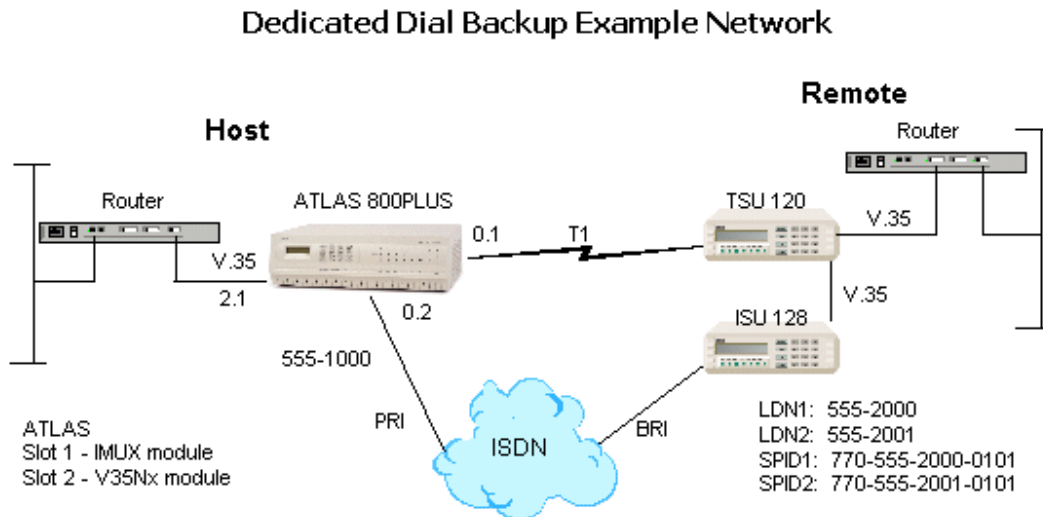 Dedicated Dial Backup Example Network
Host
Remote
Router
Router
ATLAS 800PLUS
TSU 120
0.1
T1
V.35
V.35
2.1
0.2
V.35
ISU 128
555-1000
PRI
ISDN
BRI
ATLAS
Slot 1 - IMUX module
Slot 2 - V35Nx module
LDN1: 555-2000
LDN2: 555-2001
SPID1: 770-555-2000-0101
SPID2: 770-555-2001-0101